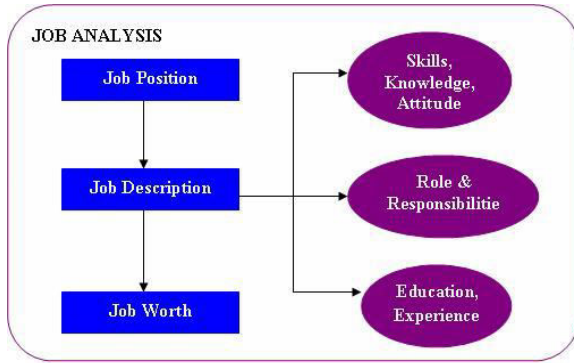 JOB ANALYSIS
Job Position
Skills,
Knowledge,
Attitude
Job Description
Role &
Responsibilitie
Job Worth
Education,
Experience